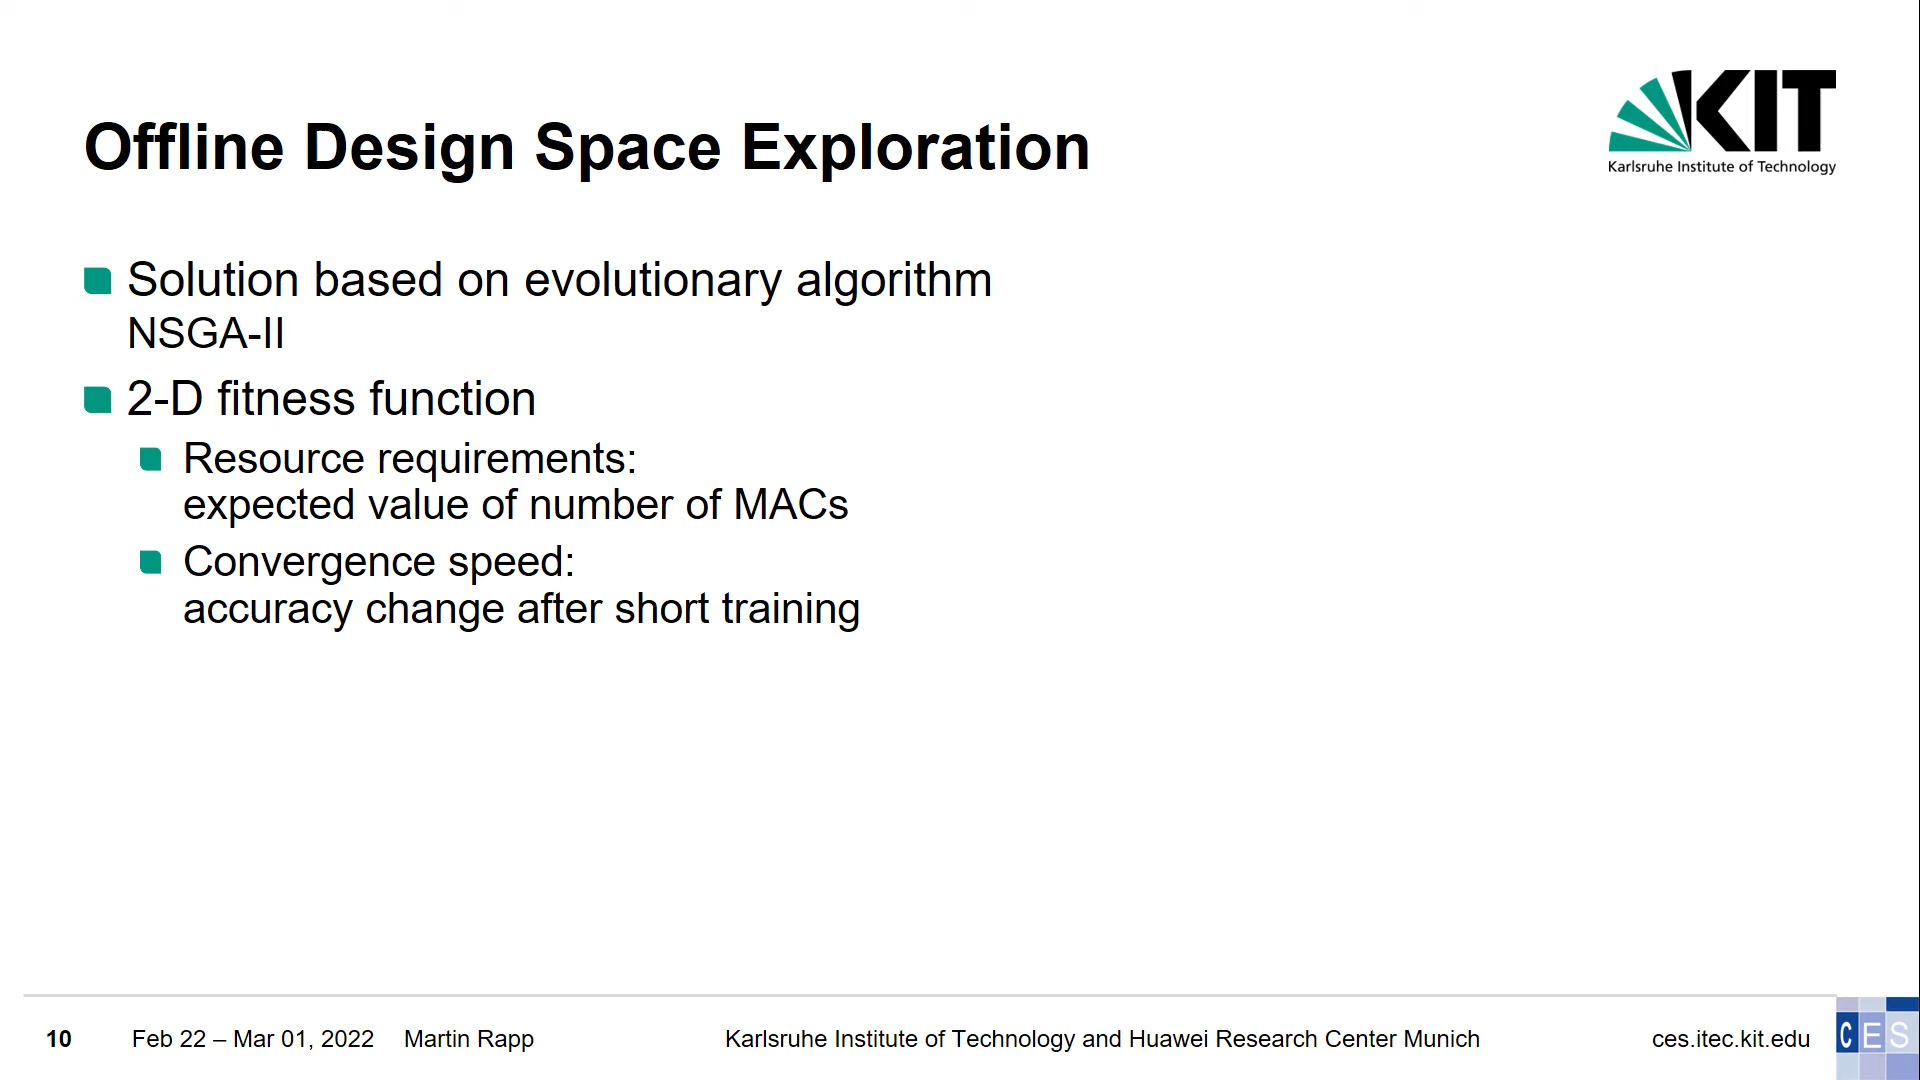 KIT
Karlsruhe Institute of Technology
Offline Design Space Exploration
Solution based on evolutionary algorithm
NSGA-II
2-D fitness function
Resource requirements:
expected value of number of MACs
Convergence speed:
accuracy change after short training
10 Feb 22 – Mar 01, 2022 Martin Rapp Karlsruhe Institute of Technology and Huawei Research Center Munich ces.itec.kit.edu CES